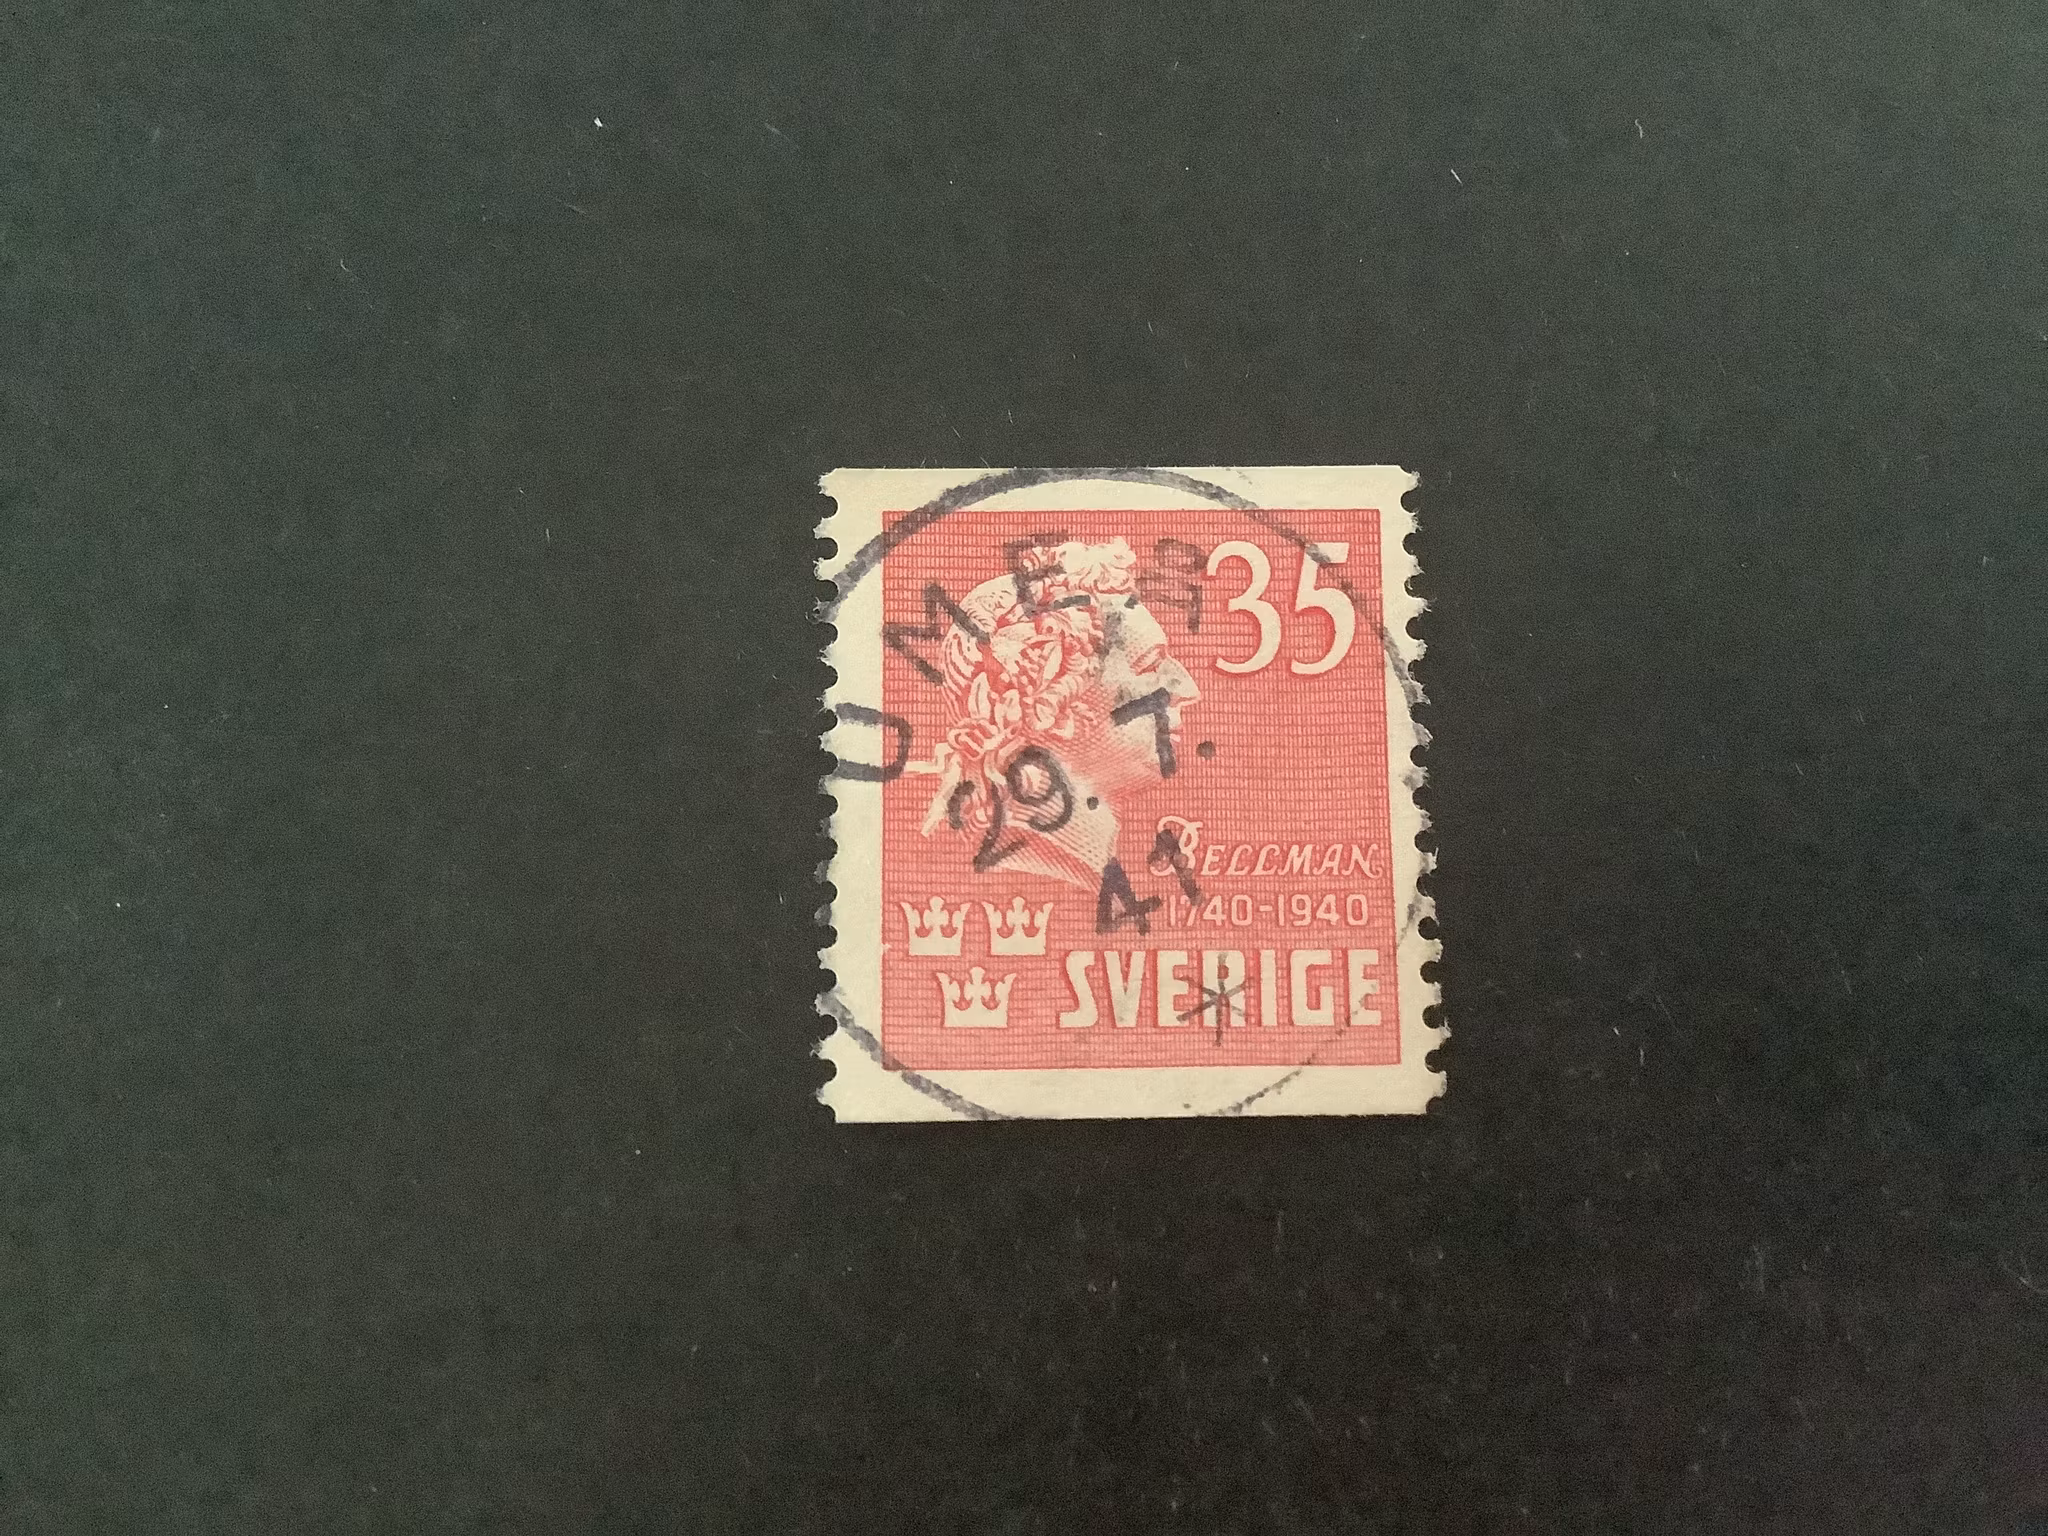 35
BELLMAN
1740-1940
SVERIGE
UME
29. 7.
41